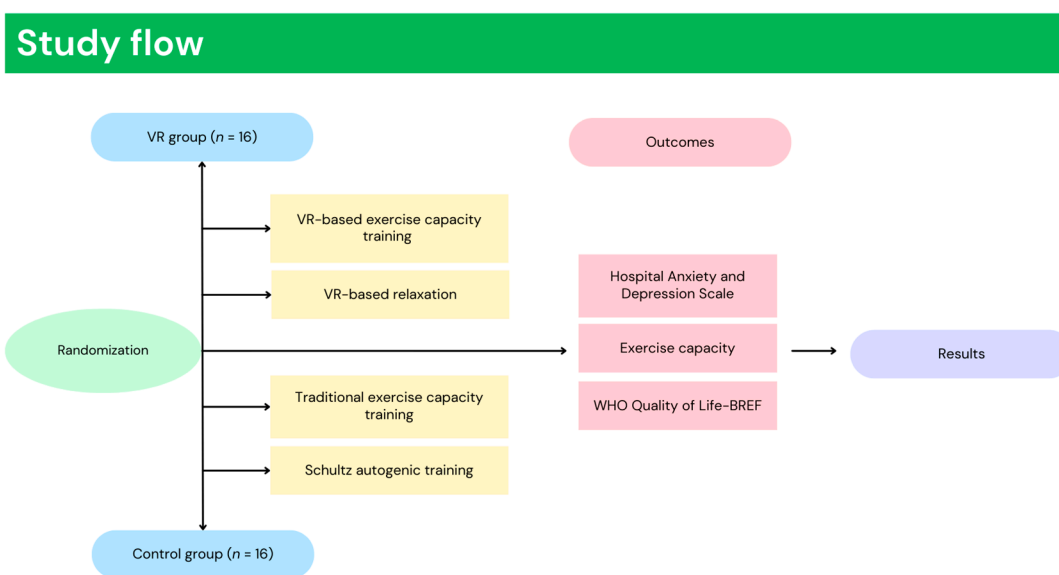 Study flow
VR group (n = 16)
Outcomes
VR-based exercise capacity
training
Hospital Anxiety and
Depression Scale
VR-based relaxation
Randomization
Exercise capacity
Results
Traditional exercise capacity
training
WHO Quality of Life-BREF
Schultz autogenic training
Control group (n = 16)